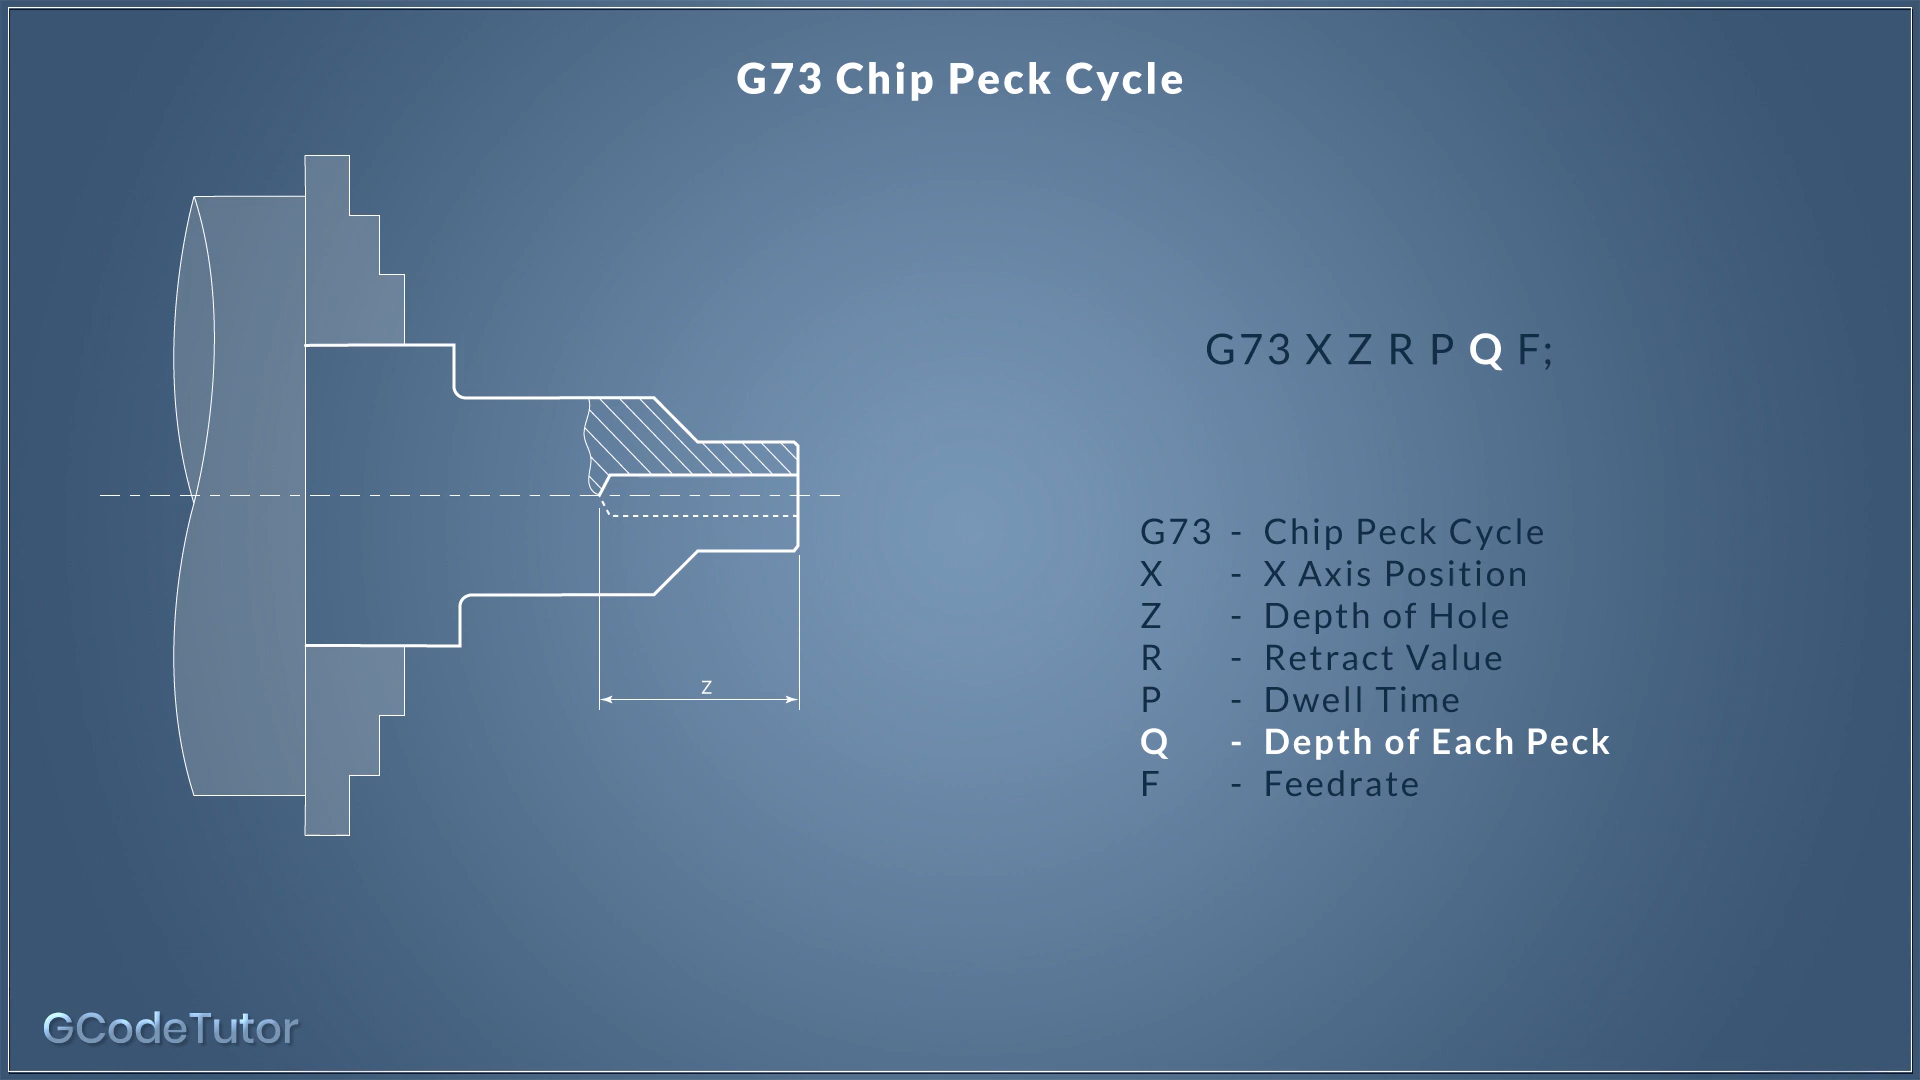 G73 Chip Peck Cycle
G73 X Z R P Q F;
G73 - Chip Peck Cycle
X - X Axis Position
Z - Depth of Hole
R - Retract Value
P - Dwell Time
Q - Depth of Each Peck
F - Feedrate
Z
GCodeTutor